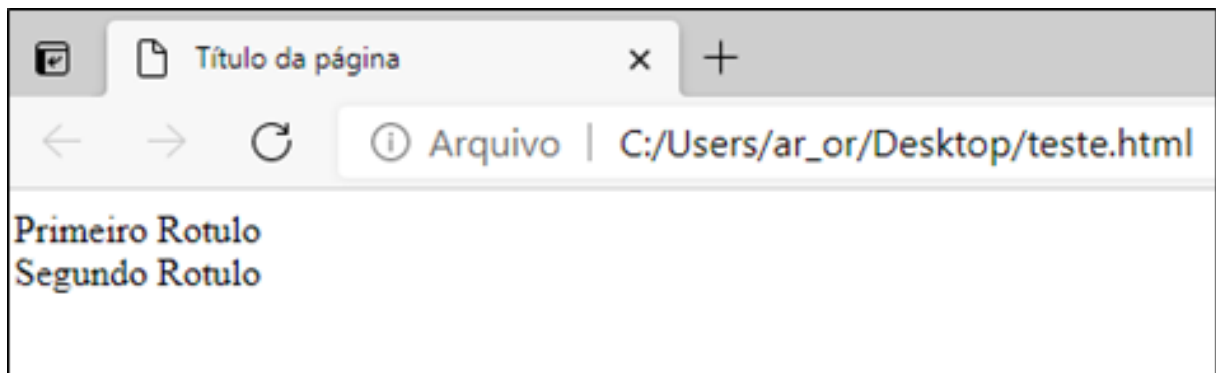 Título da página
Arquivo | C:/Users/ar_or/Desktop/teste.html
Primeiro Rotulo
Segundo Rotulo